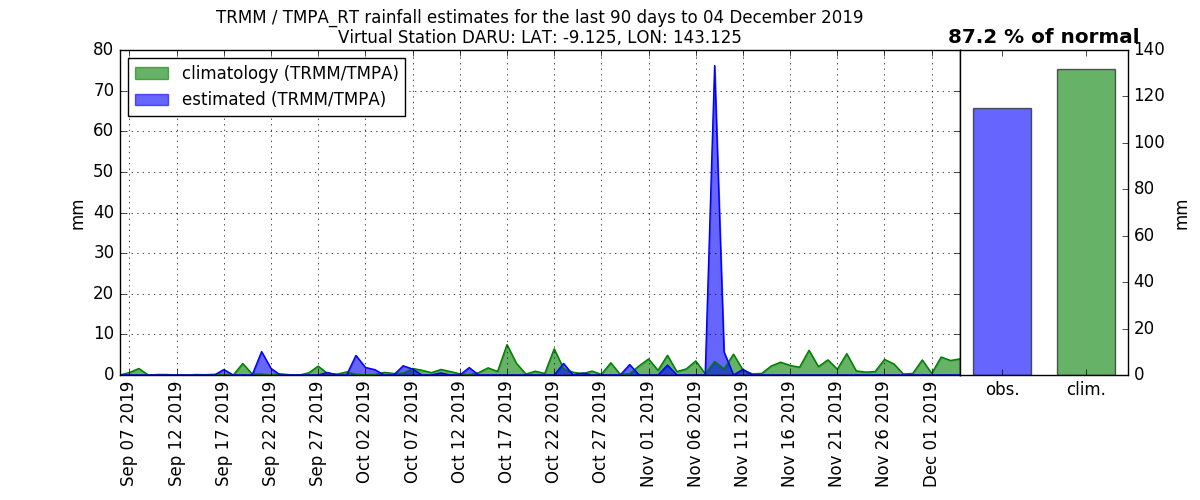 TRMM / TMPA_RT rainfall estimates for the last 90 days to 04 December 2019
Virtual Station DARU: LAT: -9.125, LON: 143.125
87.2 % of normal
climatology (TRMM/TMPA)
estimated (TRMM/TMPA)
mm
80
70
60
50
40
30
20
10
0
Sep 07 2019
Sep 12 2019
Sep 17 2019
Sep 22 2019
Sep 27 2019
Oct 02 2019
Oct 07 2019
Oct 12 2019
Oct 17 2019
Oct 22 2019
Oct 27 2019
Nov 01 2019
Nov 06 2019
Nov 11 2019
Nov 16 2019
Nov 21 2019
Nov 26 2019
Dec 01 2019
obs.
clim.
140
120
100
80
60
40
20
0
mm